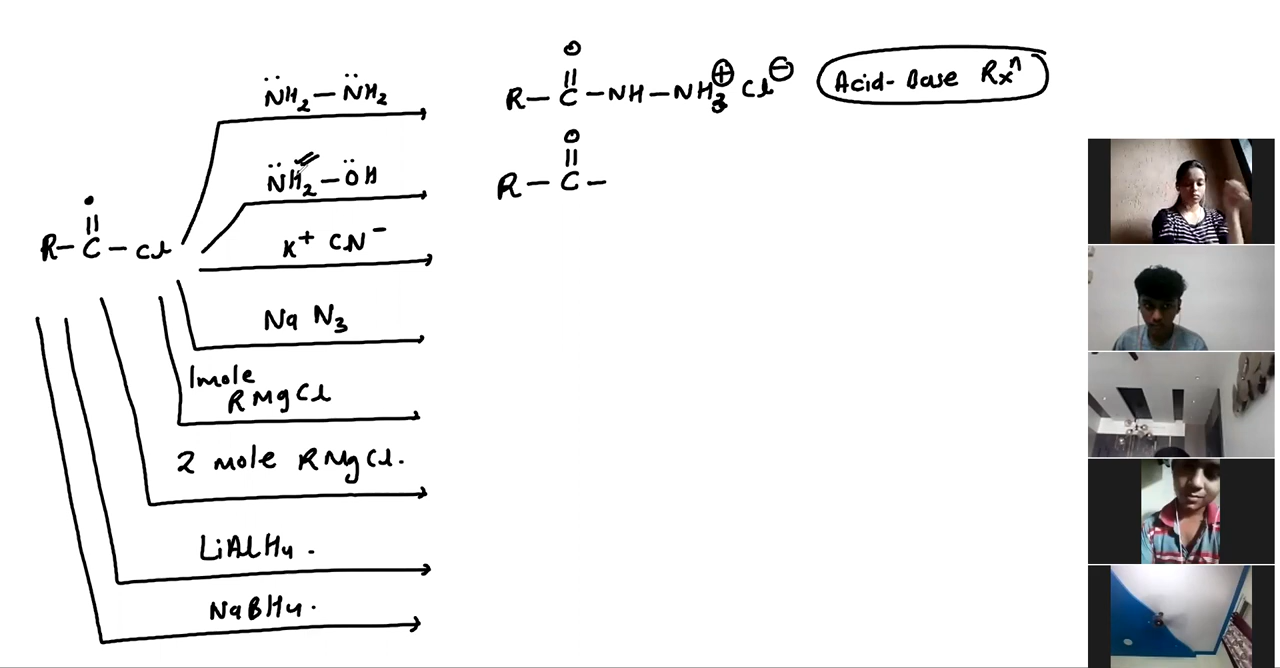 NH2 — NH2
O
||
R — C — NH — NH3⊕ Cl⊖
Acid-Base Rxn
NH2 — OH
O
||
R — C —
||
R — C — Cl
K+ CN-
Na N3
1mole
RMgCl
2 mole RMgCl.
LiAlH4.
NaBH4.